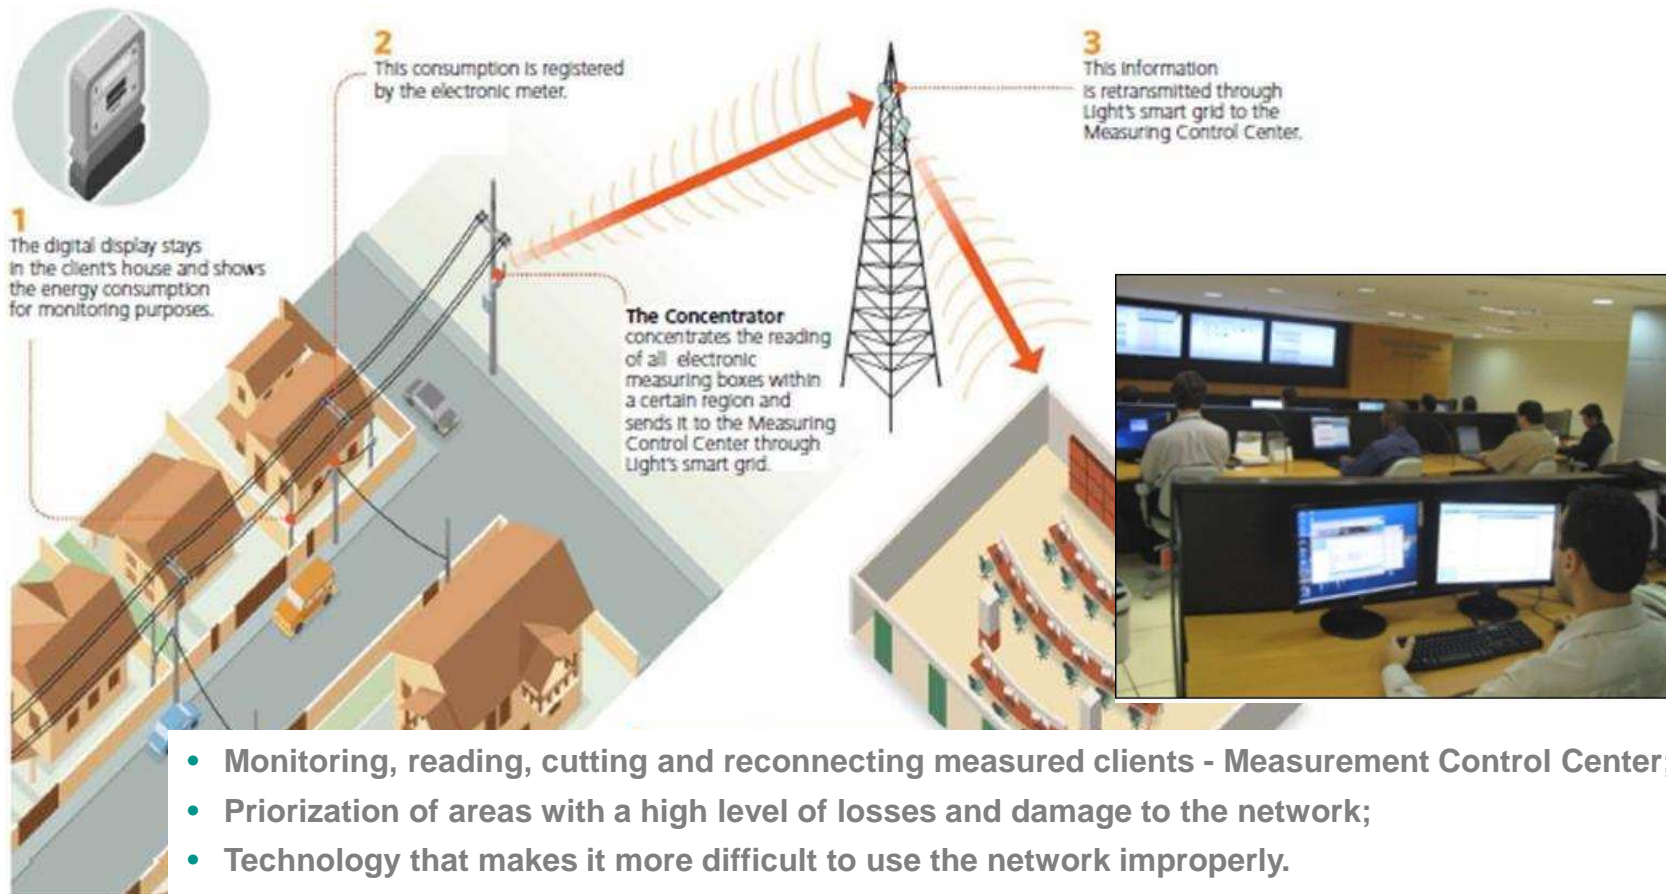 1
The digital display stays
in the client's house and shows
the energy consumption
for monitoring purposes.
2
This consumption is registered
by the electronic meter.
3
This information
is retransmitted through
Light's smart grid to the
Measuring Control Center.
The Concentrator
concentrates the reading
of all electronic
measuring boxes within
a certain region and
sends it to the Measuring
Control Center through
Light's smart grid.
• Monitoring, reading, cutting and reconnecting measured clients - Measurement Control Center;
• Priorization of areas with a high level of losses and damage to the network;
• Technology that makes it more difficult to use the network improperly.